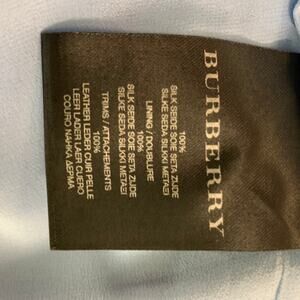 BURBERRY
100%
SILK SEIDE SOIE SETA ZIJDE
SILKE SEDA SILKKI ΜΕΤΑΞΙ
LINING / DOUBLURE
100%
SILK SEIDE SOIE SETA ZIJDE
SILKE SEDA SILKKI ΜΕΤΑΞΙ
TRIMS / ATTACHEMENTS
100%
LEATHER LEDER CUIR PELLE
LEER LÄDER LÆR CUERO
COURO NAHKA ΔΕΡΜΑ